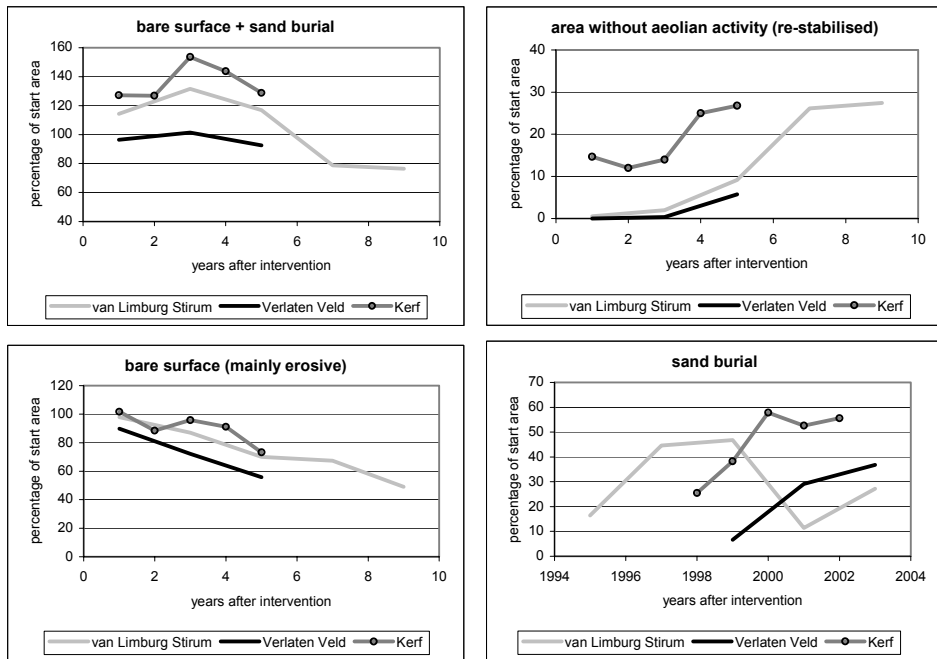 bare surface + sand burial
percentage of start area
160
140
120
100
80
60
40
0 2 4 6 8 10
years after intervention
van Limburg Stirum Verlaten Veld Kerf
area without aeolian activity (re-stabilised)
percentage of start area
40
30
20
10
0
0 2 4 6 8 10
years after intervention
van Limburg Stirum Verlaten Veld Kerf
bare surface (mainly erosive)
percentage of start area
120
100
80
60
40
20
0
0 2 4 6 8 10
years after intervention
van Limburg Stirum Verlaten Veld Kerf
sand burial
percentage of start area
70
60
50
40
30
20
10
0
1994 1996 1998 2000 2002 2004
years after intervention
van Limburg Stirum Verlaten Veld Kerf